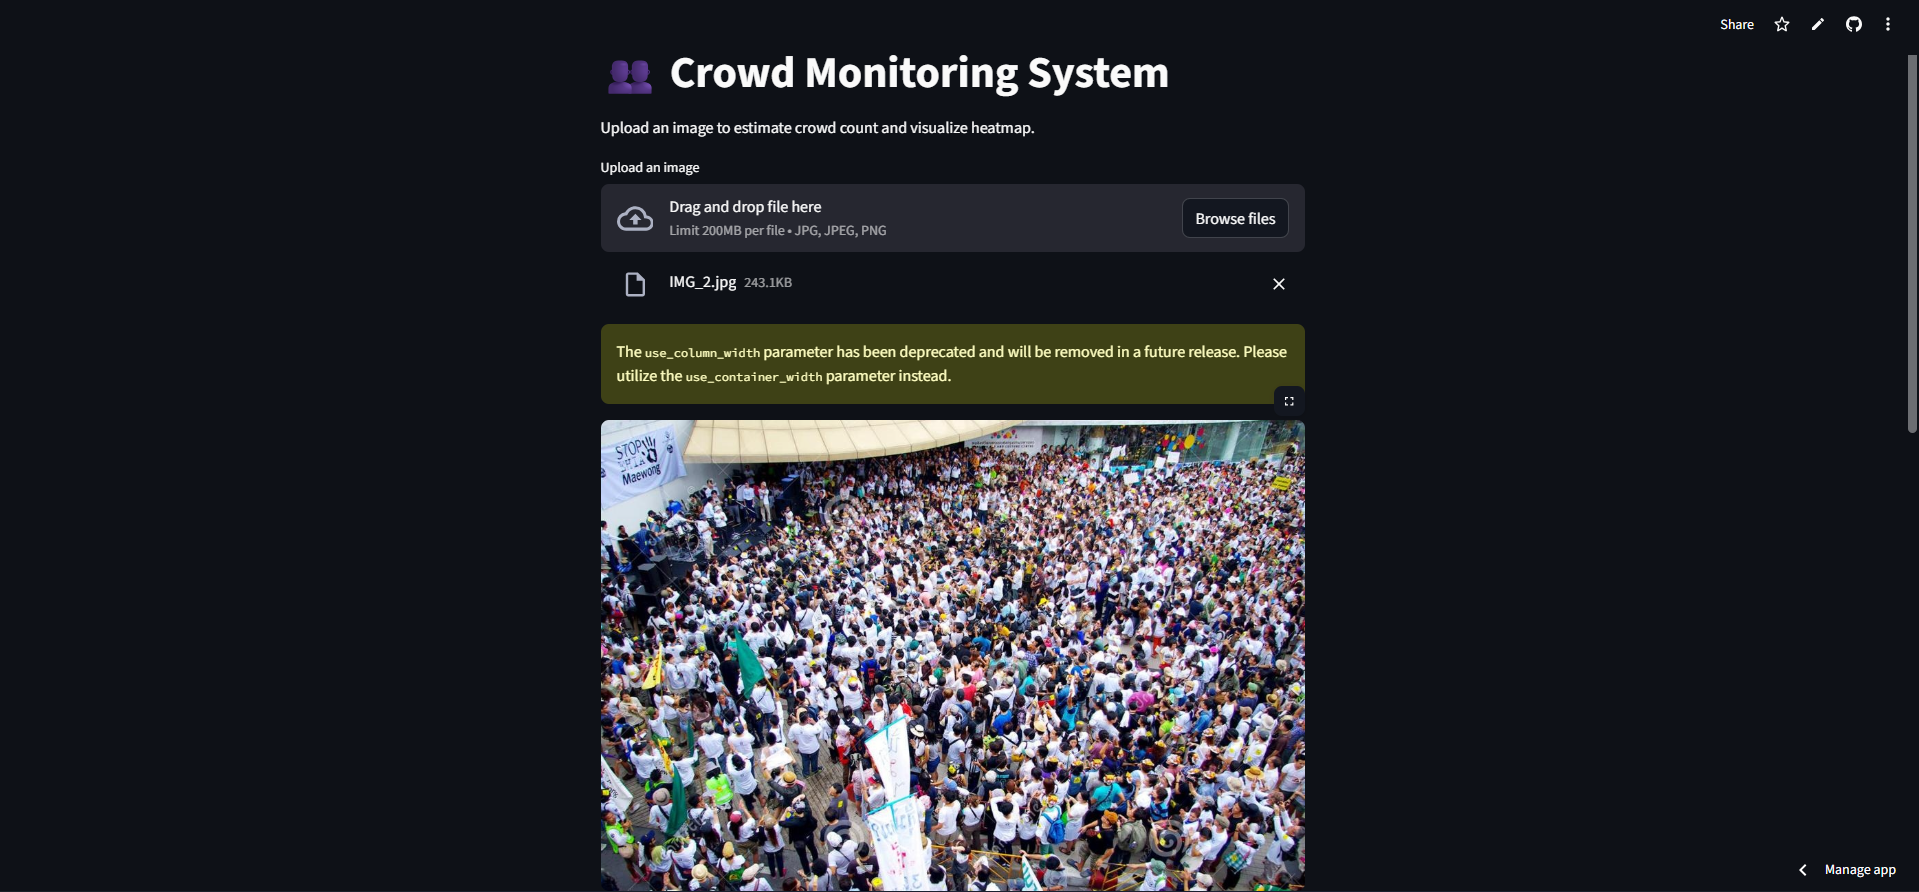 Share
Crowd Monitoring System
Upload an image to estimate crowd count and visualize heatmap.
Upload an image
Drag and drop file here
Limit 200MB per file • JPG, JPEG, PNG
Browse files
IMG_2.jpg 243.1KB
The use_column_width parameter has been deprecated and will be removed in a future release. Please
utilize the use_container_width parameter instead.
STOP
Maewong
Manage app